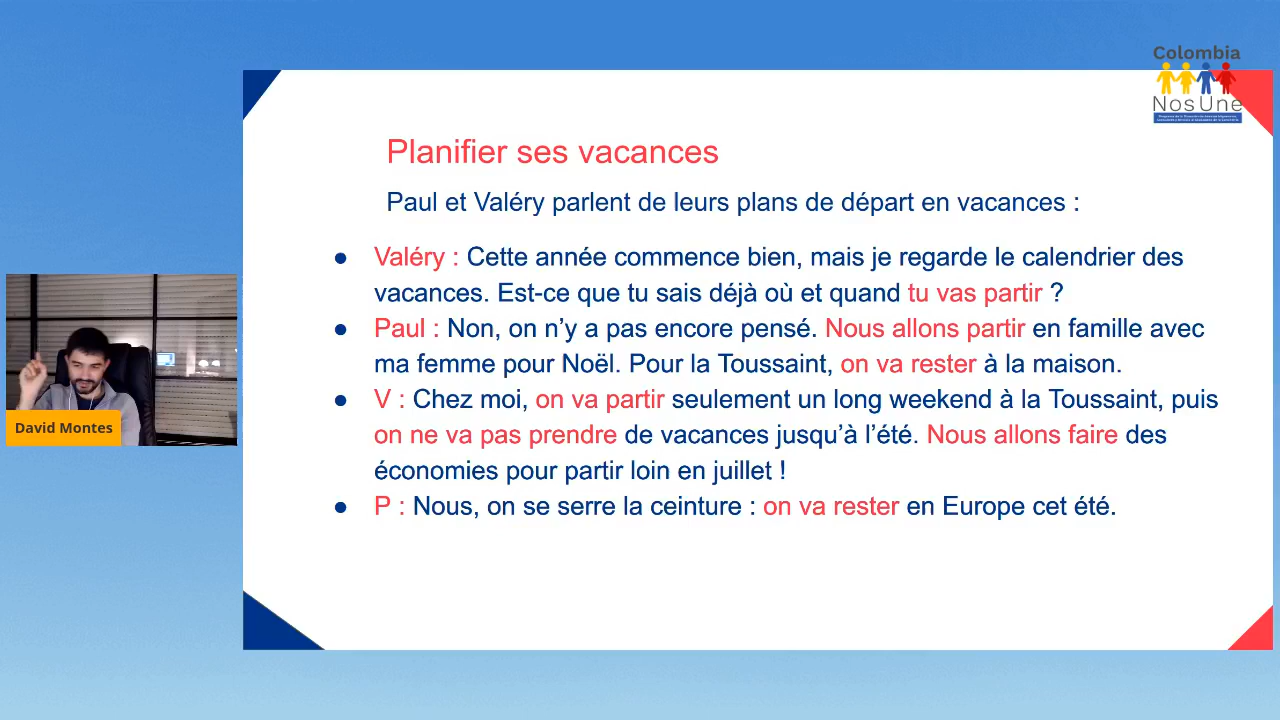 Colombia
NosUne
Planifier ses vacances
Paul et Valéry parlent de leurs plans de départ en vacances :
● Valéry : Cette année commence bien, mais je regarde le calendrier des
vacances. Est-ce que tu sais déjà où et quand tu vas partir ?
● Paul : Non, on n’y a pas encore pensé. Nous allons partir en famille avec
ma femme pour Noël. Pour la Toussaint, on va rester à la maison.
● V : Chez moi, on va partir seulement un long weekend à la Toussaint, puis
on ne va pas prendre de vacances jusqu’à l’été. Nous allons faire des
économies pour partir loin en juillet !
● P : Nous, on se serre la ceinture : on va rester en Europe cet été.
David Montes